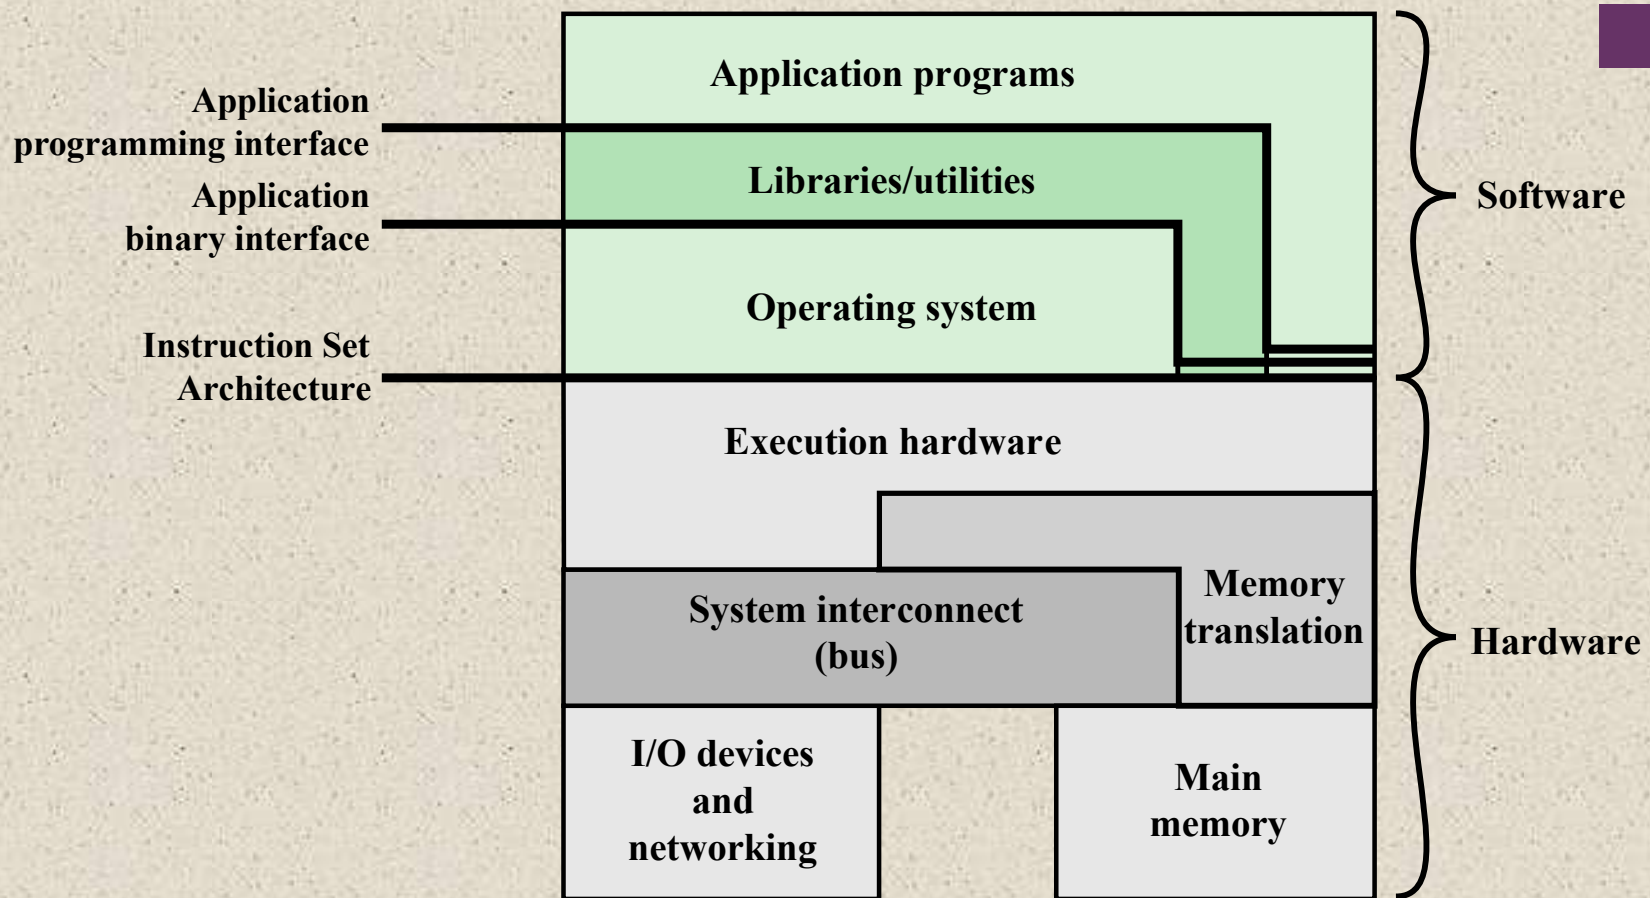 Application programs
Application
programming interface
Libraries/utilities
Application
binary interface
Software
Operating system
Instruction Set
Architecture
Execution hardware
Memory
translation
System interconnect
(bus)
Hardware
I/O devices
and
networking
Main
memory